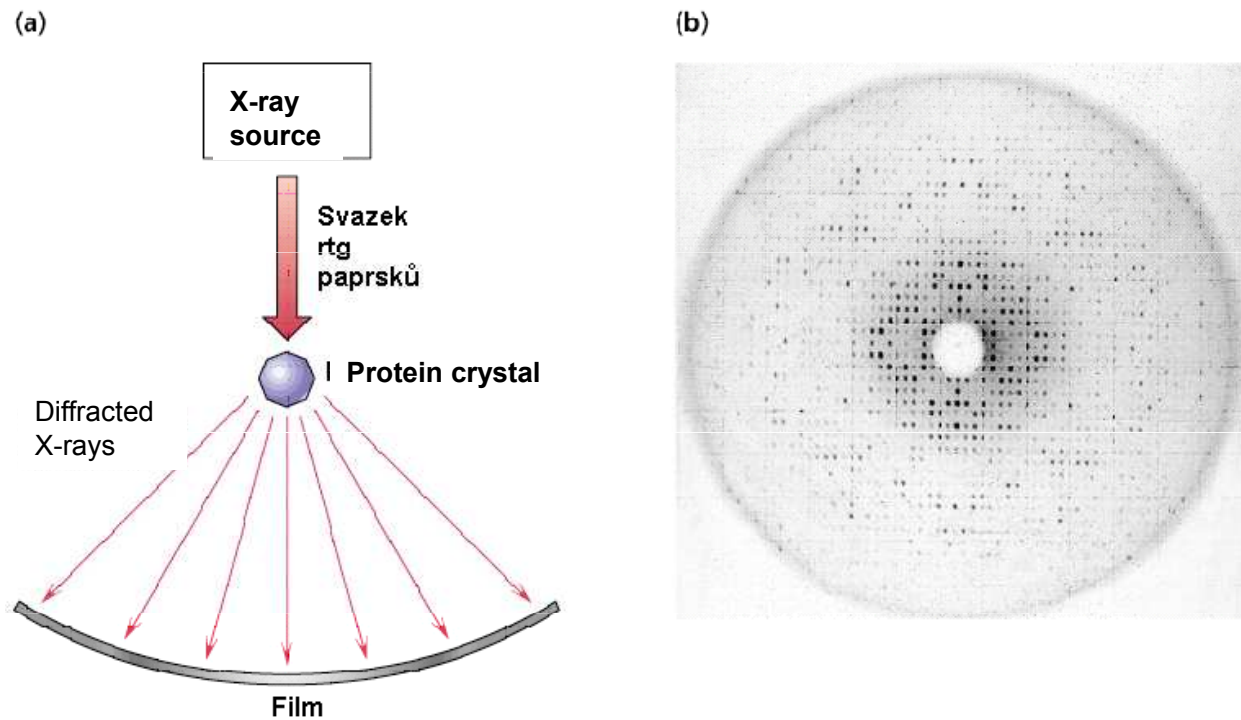 (a)
(b)
X-ray
source
Svazek
rtg
paprsků
Protein crystal
Diffracted
X-rays
Film